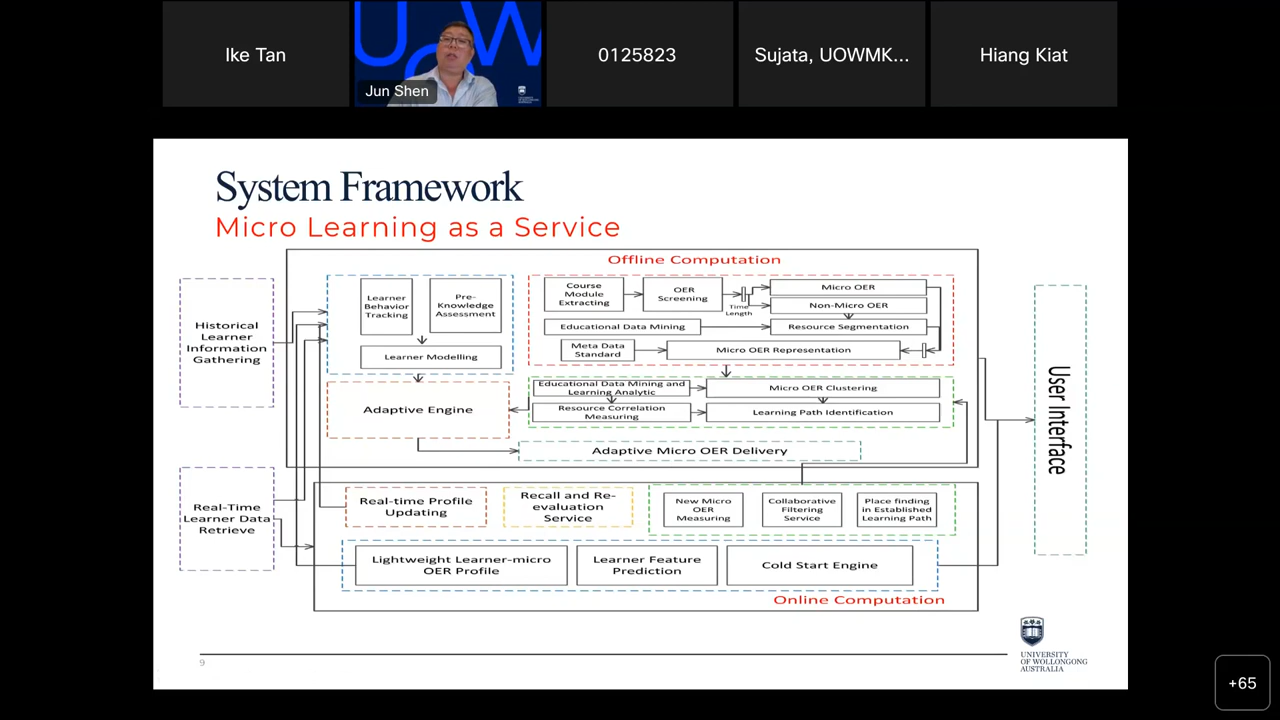 Ike Tan
UOW
Jun Shen
0125823
Sujata, UOWMK...
Hiang Kiat
System Framework
Micro Learning as a Service
Offline Computation
Historical
Learner
Information
Gathering
Learner
Behavior
Tracking
Pre-
Knowledge
Assessment
Learner Modelling
Adaptive Engine
Course
Module
Extracting
OER
Screening
Time
Length
Micro OER
Non-Micro OER
Educational Data Mining
Resource Segmentation
Meta Data
Standard
Micro OER Representation
Educational Data Mining and
Learning Analytic
Micro OER Clustering
Resource Correlation
Measuring
Learning Path Identification
Adaptive Micro OER Delivery
User Interface
Real-Time
Learner Data
Retrieve
Real-time Profile
Updating
Recall and Re-
evaluation
Service
New Micro
OER
Measuring
Collaborative
Filtering
Service
Place finding
in Established
Learning Path
Lightweight Learner-micro
OER Profile
Learner Feature
Prediction
Cold Start Engine
Online Computation
9
UNIVERSITY
OF WOLLONGONG
AUSTRALIA
+65